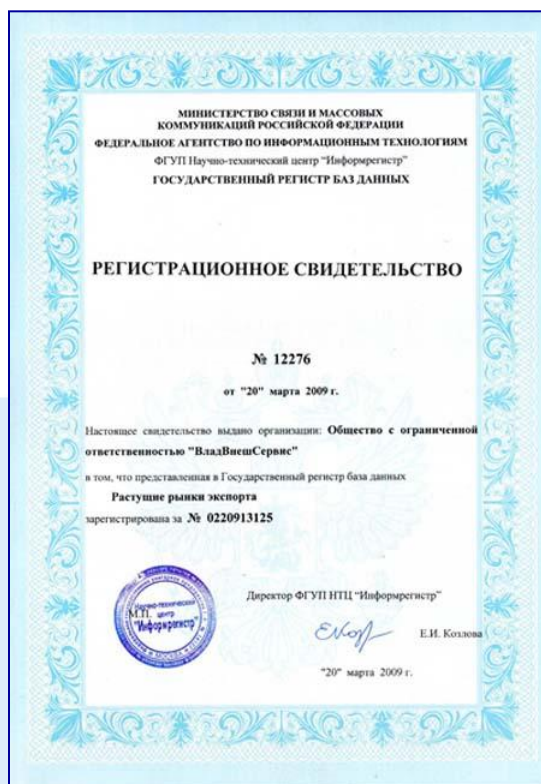 МИНИСТЕРСТВО СВЯЗИ И МАССОВЫХ
КОММУНИКАЦИЙ РОССИЙСКОЙ ФЕДЕРАЦИИ
ФЕДЕРАЛЬНОЕ АГЕНТСТВО ПО ИНФОРМАЦИОННЫМ ТЕХНОЛОГИЯМ
ФГУП Научно-технический центр "Информрегистр"
ГОСУДАРСТВЕННЫЙ РЕГИСТР БАЗ ДАННЫХ
РЕГИСТРАЦИОННОЕ СВИДЕТЕЛЬСТВО
№ 12276
от "20" марта 2009 г.
Настоящее свидетельство выдано организации: Общество с ограниченной
ответственностью "ВладВнешСервис"
в том, что представленная в Государственный регистр база данных
Растущие рынки экспорта
зарегистрирована за № 0220913125
Директор ФГУП НТЦ "Информрегистр"
М.П.
Научно-технический
центр
"Информрегистр"
Е.И. Козлова
"20" марта 2009 г.